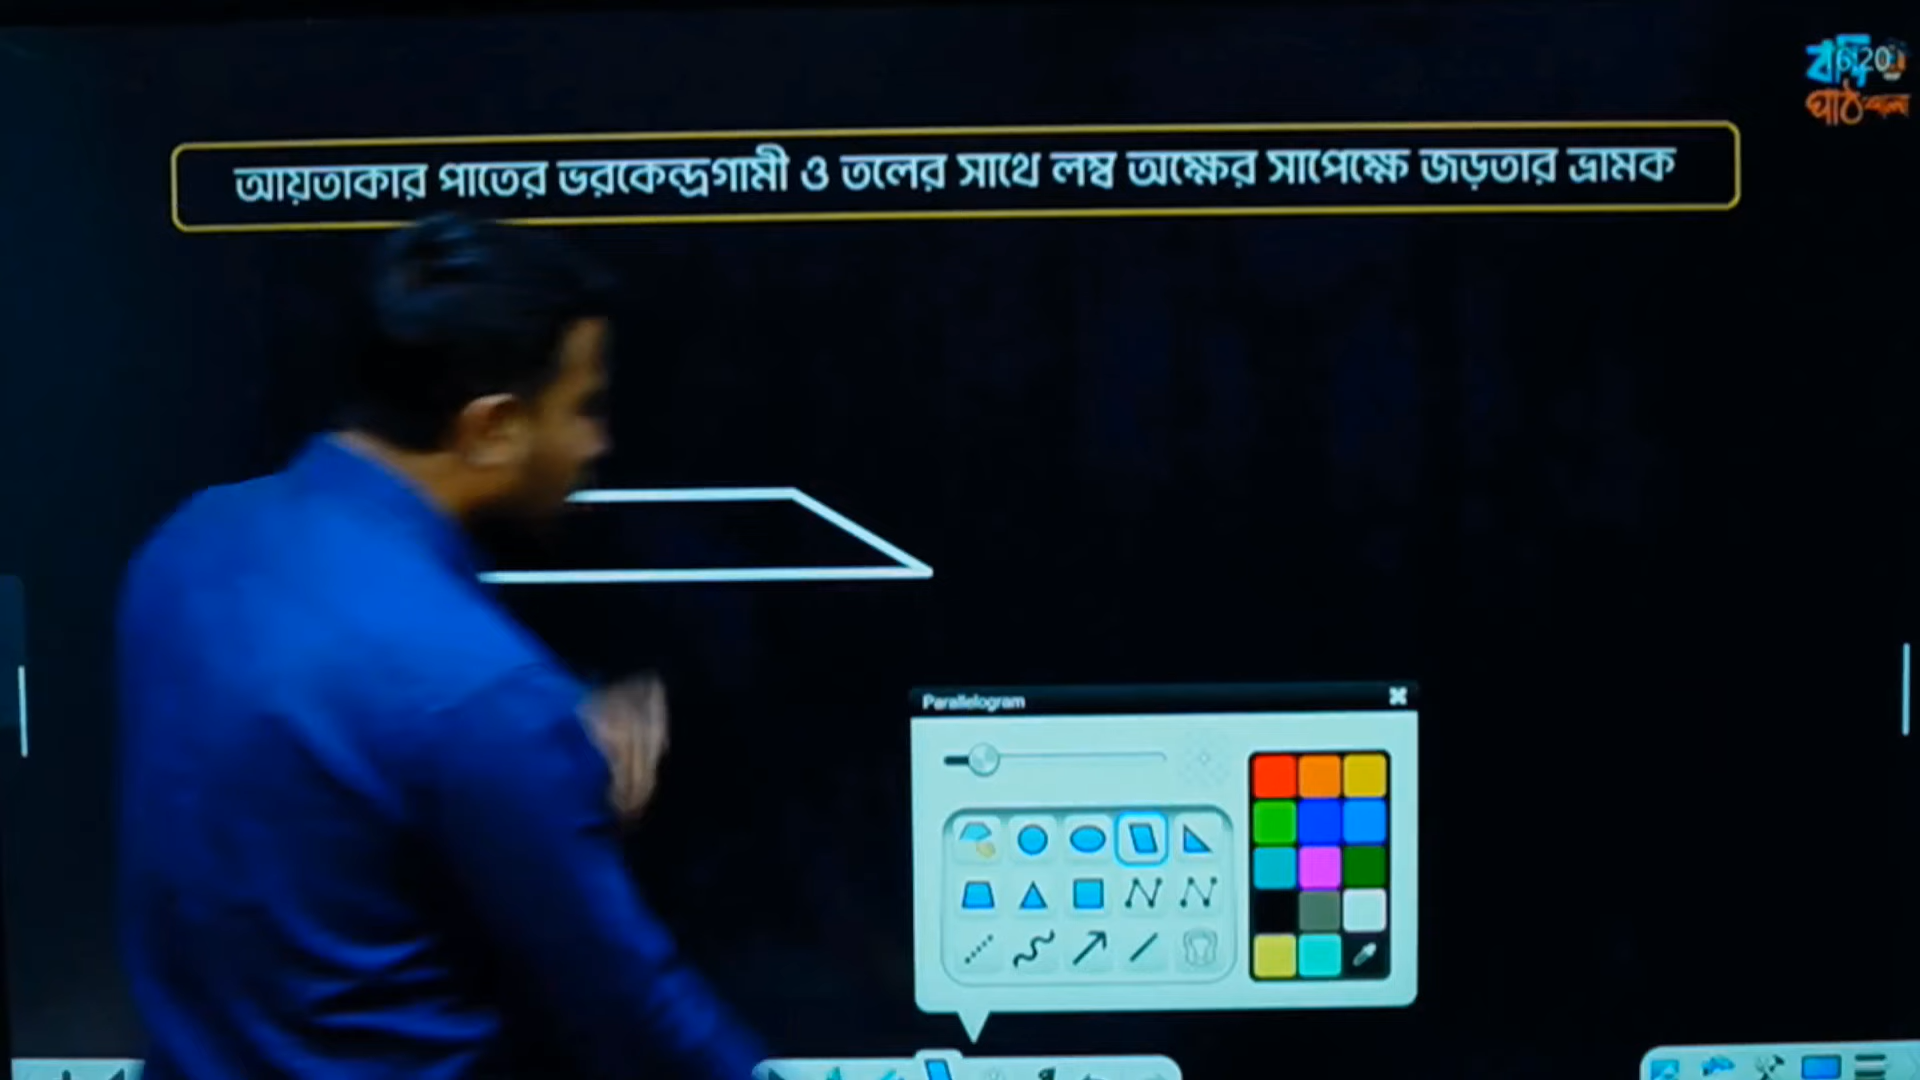 আয়তাকার পাতের ভরকেন্দ্রগামী ও তলের সাথে লম্ব অক্ষের সাপেক্ষে জড়তার ভ্রামক
Parallelogram